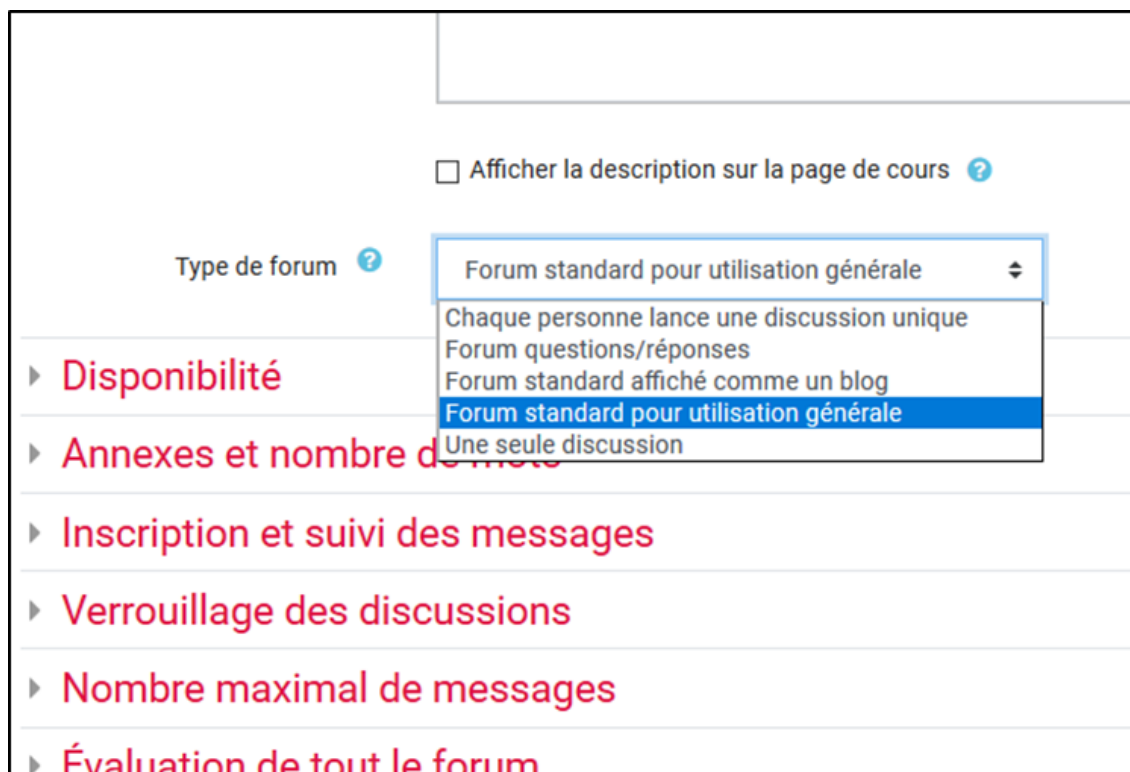 Afficher la description sur la page de cours
Type de forum
Forum standard pour utilisation générale
Chaque personne lance une discussion unique
Forum questions/réponses
Forum standard affiché comme un blog
Forum standard pour utilisation générale
Une seule discussion
Disponibilité
Annexes et nombre de mots
Inscription et suivi des messages
Verrouillage des discussions
Nombre maximal de messages
Évaluation de tout le forum